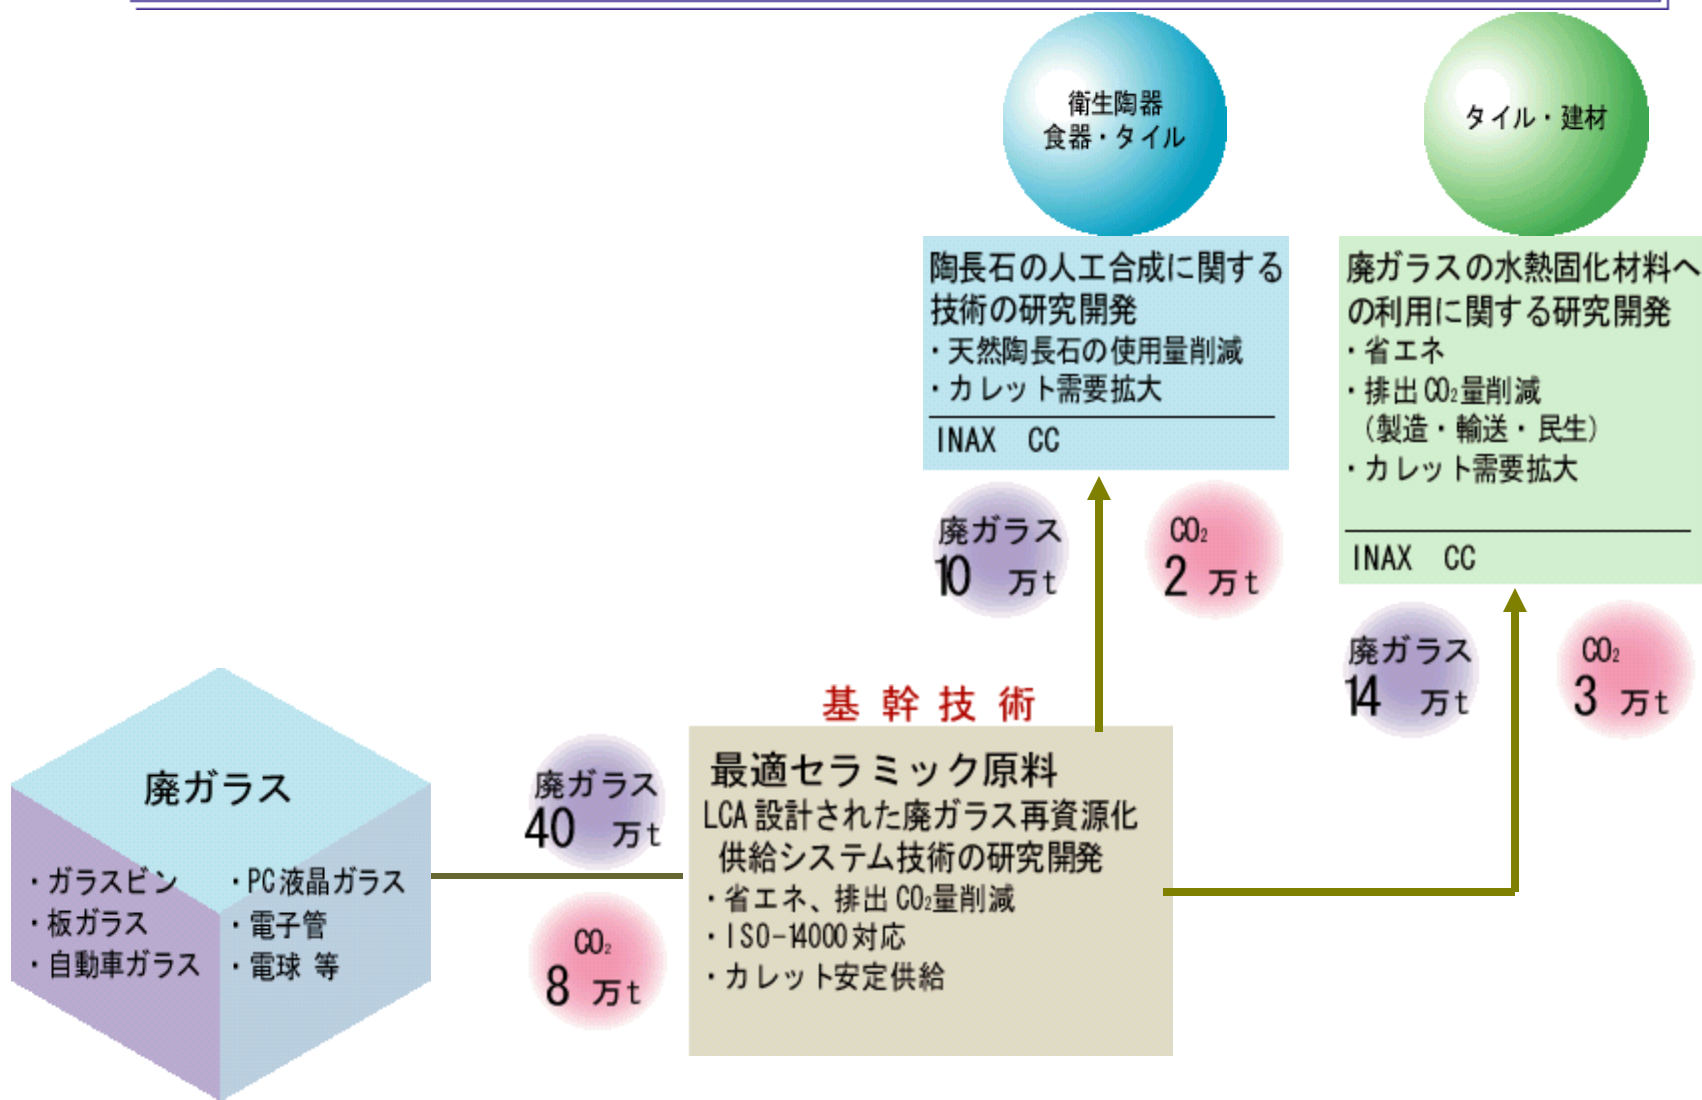 衛生陶器
食器・タイル
タイル・建材
陶長石の人工合成に関する
技術の研究開発
・天然陶長石の使用量削減
・カレット需要拡大
INAX CC
廃ガラスの水熱固化材料へ
の利用に関する研究開発
・省エネ
・排出CO₂量削減
（製造・輸送・民生）
・カレット需要拡大
INAX CC
廃ガラス
10 万t
CO₂
2 万t
廃ガラス
14 万t
CO₂
3 万t
基幹技術
最適セラミック原料
LCA設計された廃ガラス再資源化
供給システム技術の研究開発
・省エネ、排出CO₂量削減
・ISO-14000対応
・カレット安定供給
廃ガラス
40 万t
CO₂
8 万t
廃ガラス
・ガラスビン
・板ガラス
・自動車ガラス
・PC液晶ガラス
・電子管
・電球 等